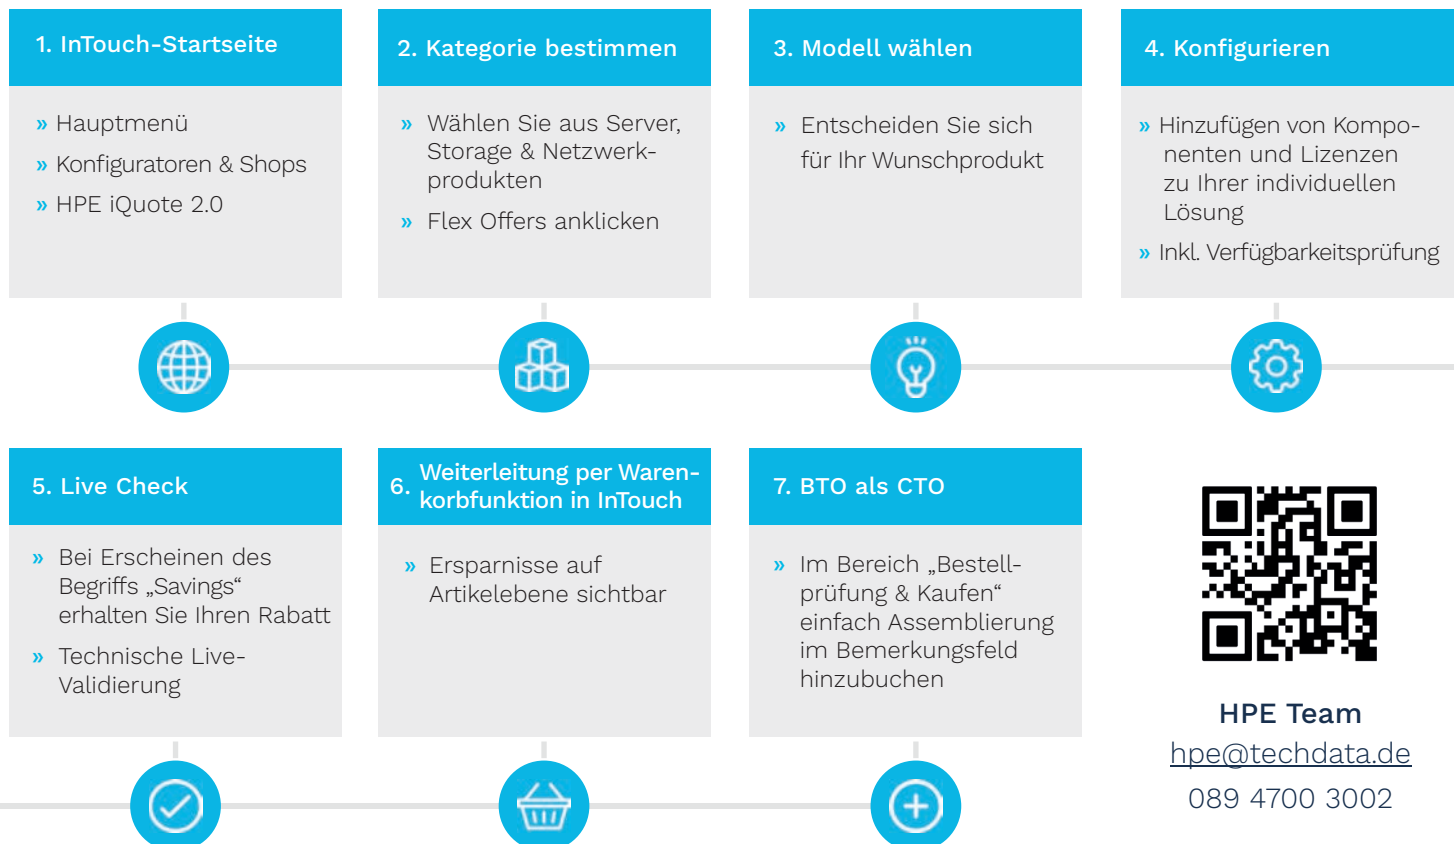 1. InTouch-Startseite
» Hauptmenü
» Konfiguratoren & Shops
» HPE iQuote 2.0
2. Kategorie bestimmen
» Wählen Sie aus Server,
Storage & Netzwerk-
produkten
» Flex Offers anklicken
3. Modell wählen
» Entscheiden Sie sich
für Ihr Wunschprodukt
4. Konfigurieren
» Hinzufügen von Kompo-
nenten und Lizenzen
zu Ihrer individuellen
Lösung
» Inkl. Verfügbarkeitsprüfung
5. Live Check
» Bei Erscheinen des
Begriffs „Savings“
erhalten Sie Ihren Rabatt
» Technische Live-
Validierung
6. Weiterleitung per Waren-
korbfunktion in InTouch
» Ersparnisse auf
Artikelebene sichtbar
7. BTO als CTO
» Im Bereich „Bestell-
prüfung & Kaufen“
einfach Assemblierung
im Bemerkungsfeld
hinzubuchen
HPE Team
hpe@techdata.de
089 4700 3002